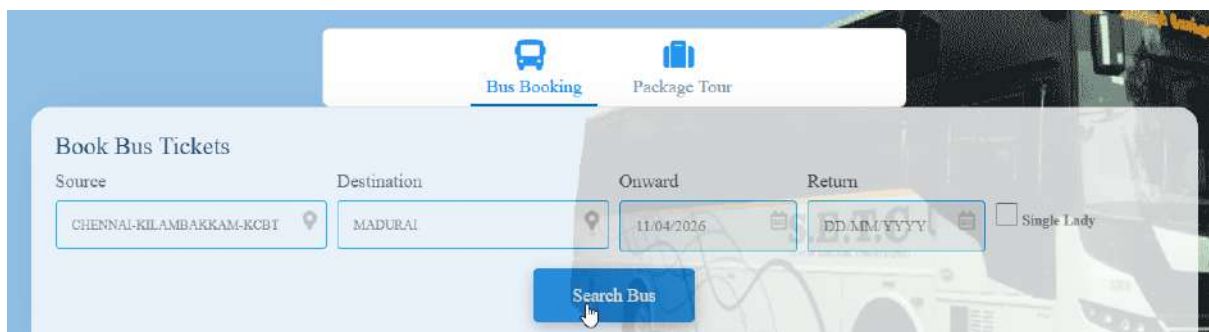 Bus Booking
Package Tour
Book Bus Tickets
Source
Destination
Onward
Return
CHENNAI-KILAMBAKKAM-KCBT
MADURAI
11/04/2026
DD/MM/YYYY
Single Lady
S.E.T.C
Search Bus